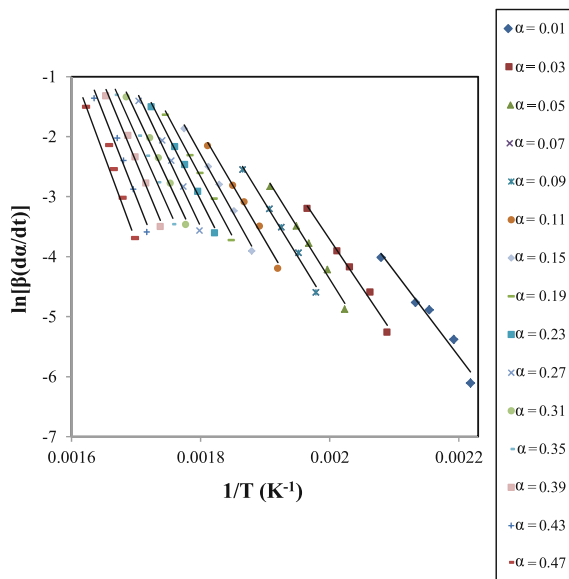 ln[β(dα/dt)]
-1
-2
-3
-4
-5
-6
-7
0.0016
0.0018
0.002
0.0022
1/T (K-1)
α = 0.01
α = 0.03
α = 0.05
α = 0.07
α = 0.09
α = 0.11
α = 0.15
α = 0.19
α = 0.23
α = 0.27
α = 0.31
α = 0.35
α = 0.39
α = 0.43
α = 0.47